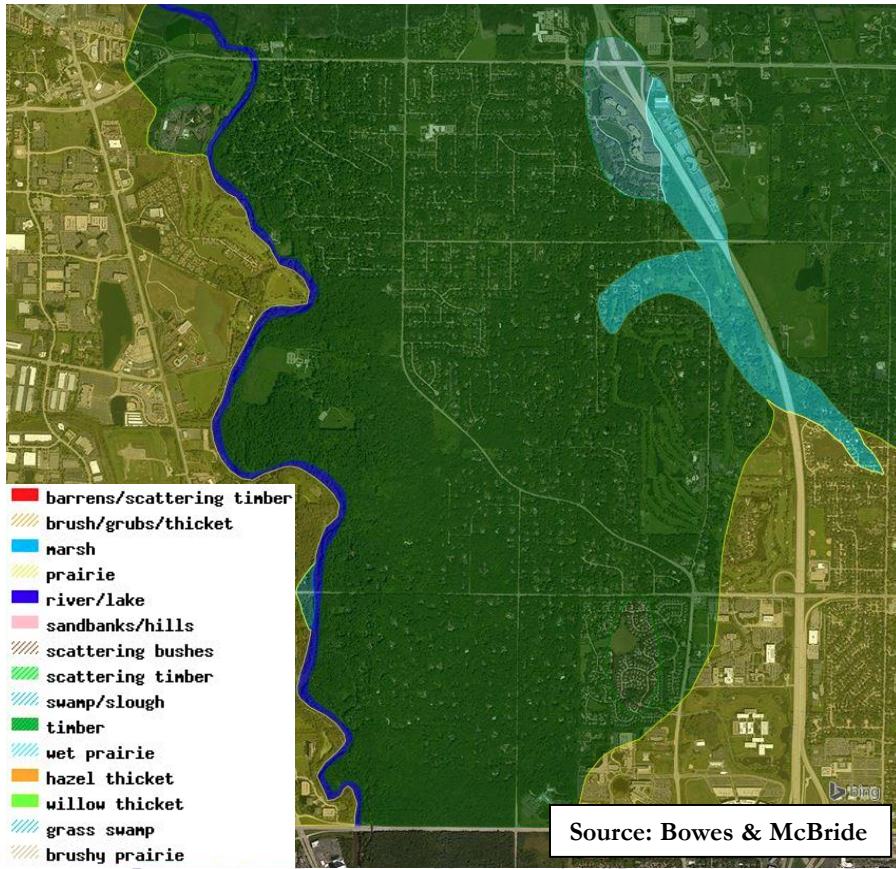 barrens/scattering timber
brush/grubs/thicket
marsh
prairie
river/lake
sandbanks/hills
scattering bushes
scattering timber
swamp/slough
timber
wet prairie
hazel thicket
willow thicket
grass swamp
brushy prairie
bing
Source: Bowes & McBride